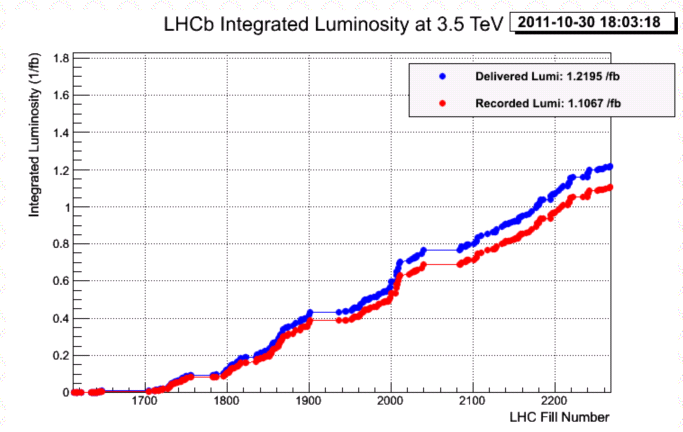 LHCb Integrated Luminosity at 3.5 TeV
2011-10-30 18:03:18
Integrated Luminosity (1/fb)
1.8
1.6
1.4
1.2
1
0.8
0.6
0.4
0.2
0
Delivered Lumi: 1.2195 /fb
Recorded Lumi: 1.1067 /fb
1700 1800 1900 2000 2100 2200
LHC Fill Number